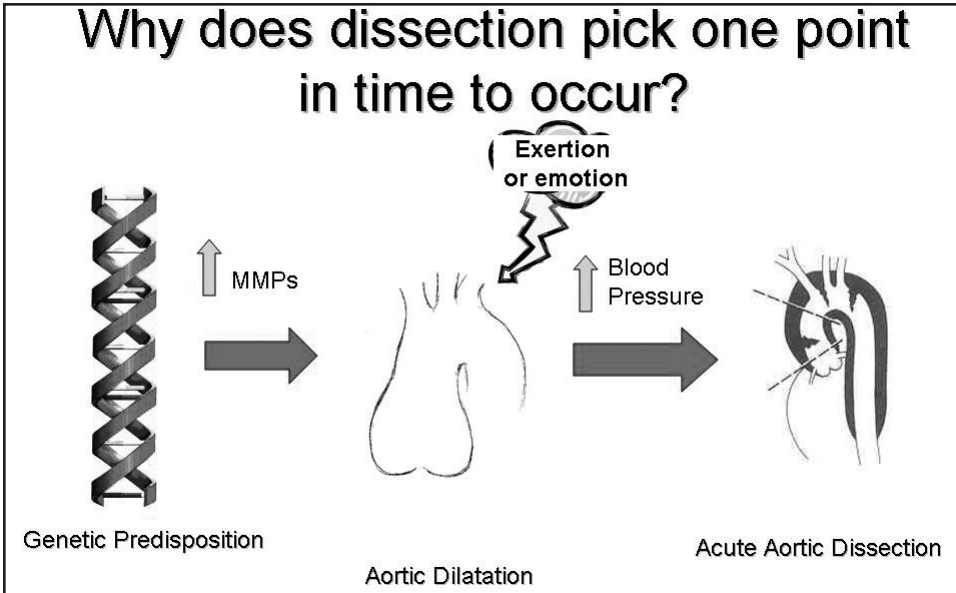 Why does dissection pick one point
in time to occur?
Exertion
or emotion
MMPs
Blood
Pressure
Genetic Predisposition
Aortic Dilatation
Acute Aortic Dissection